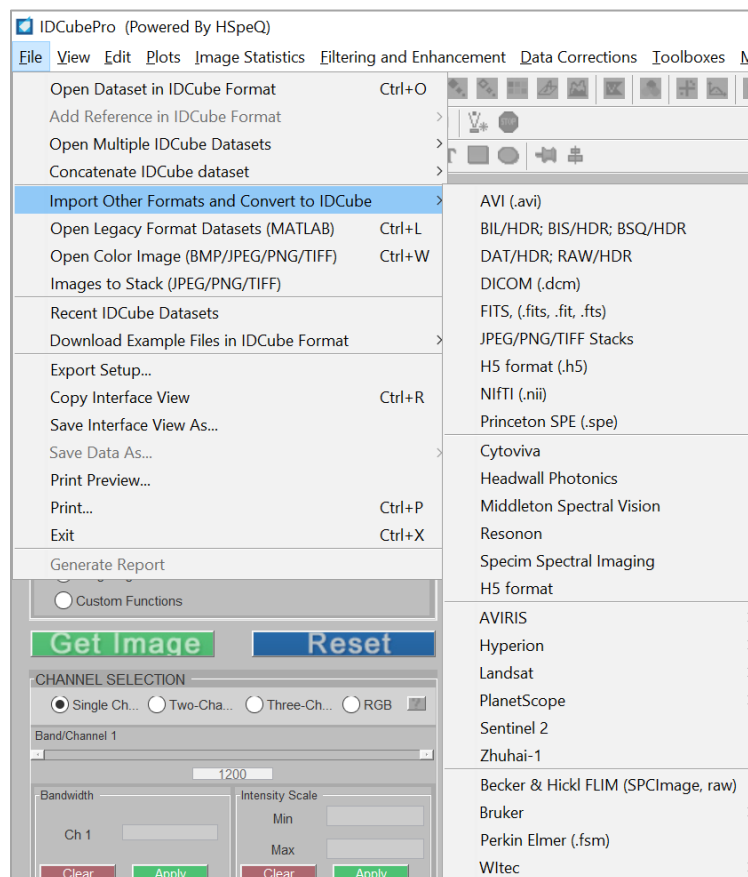 IDCubePro (Powered By HSpeQ)
File View Edit Plots Image Statistics Filtering and Enhancement Data Corrections Toolboxes
Open Dataset in IDCube Format Ctrl+O
Add Reference in IDCube Format
Open Multiple IDCube Datasets
Concatenate IDCube dataset
Import Other Formats and Convert to IDCube
Open Legacy Format Datasets (MATLAB) Ctrl+L
Open Color Image (BMP/JPEG/PNG/TIFF) Ctrl+W
Images to Stack (JPEG/PNG/TIFF)
Recent IDCube Datasets
Download Example Files in IDCube Format
Export Setup...
Copy Interface View Ctrl+R
Save Interface View As...
Save Data As...
Print Preview...
Print... Ctrl+P
Exit Ctrl+X
Generate Report
STOP
AVI (.avi)
BIL/HDR; BIS/HDR; BSQ/HDR
DAT/HDR; RAW/HDR
DICOM (.dcm)
FITS, (.fits, .fit, .fts)
JPEG/PNG/TIFF Stacks
H5 format (.h5)
NIfTI (.nii)
Princeton SPE (.spe)
Cytoviva
Headwall Photonics
Middleton Spectral Vision
Resonon
Specim Spectral Imaging
H5 format
AVIRIS
Hyperion
Landsat
PlanetScope
Sentinel 2
Zhuhai-1
Becker & Hickl FLIM (SPCImage, raw)
Bruker
Perkin Elmer (.fsm)
WItec
Custom Functions
Get Image Reset
CHANNEL SELECTION
Single Ch... Two-Cha... Three-Ch... RGB ?
Band/Channel 1
1200
Bandwidth Intensity Scale
Min
Ch 1
Max
Clear Apply Clear Apply